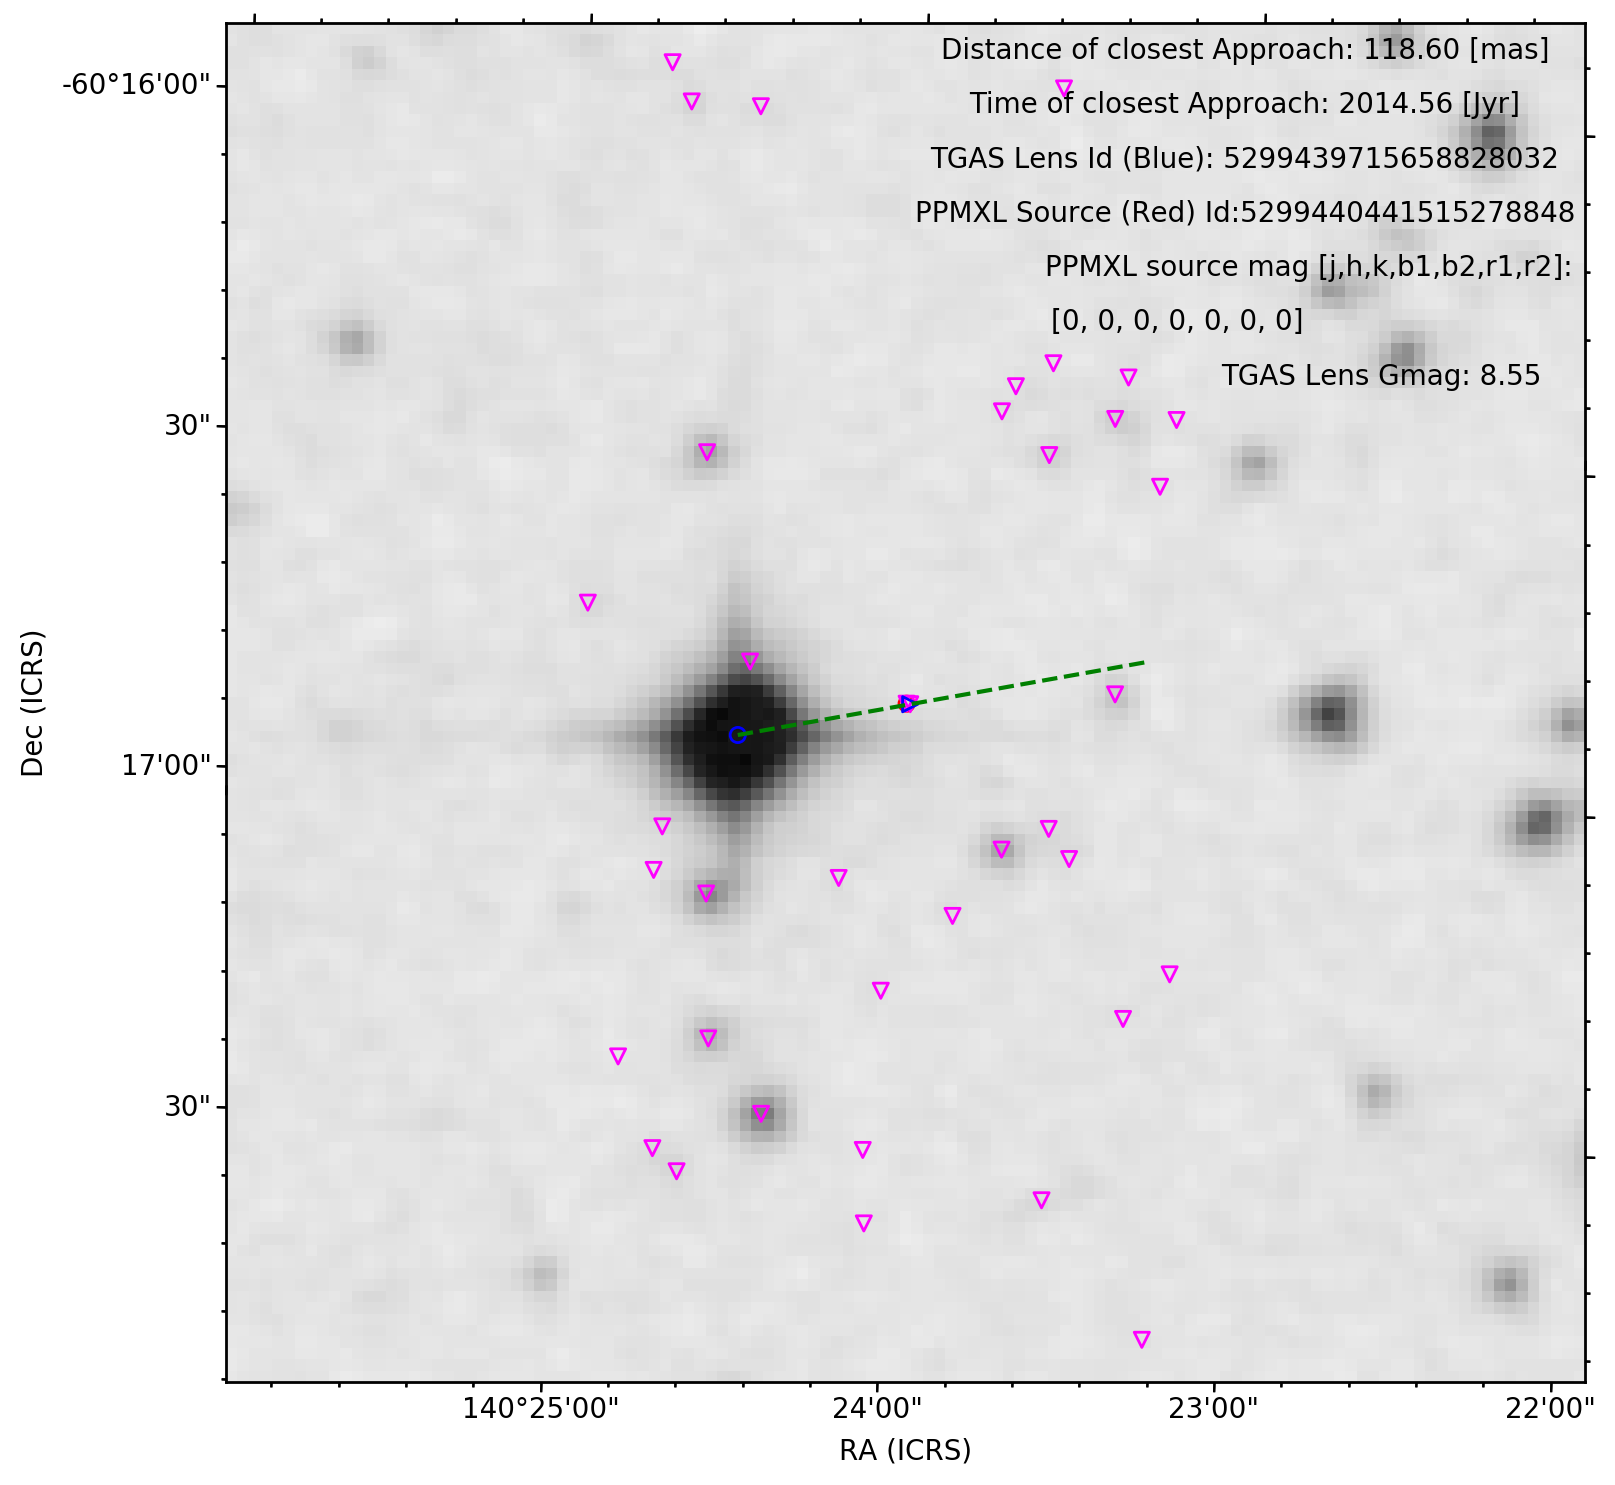 Distance of closest Approach: 118.60 [mas]
-60°16'00"
Time of closest Approach: 2014.56 [Jyr]
TGAS Lens Id (Blue): 5299439715658828032
PPMXL Source (Red) Id:5299440441515278848
PPMXL source mag [j,h,k,b1,b2,r1,r2]:
[0, 0, 0, 0, 0, 0, 0]
TGAS Lens Gmag: 8.55
30"
Dec (ICRS)
17'00"
30"
140°25'00"
24'00"
23'00"
22'00"
RA (ICRS)